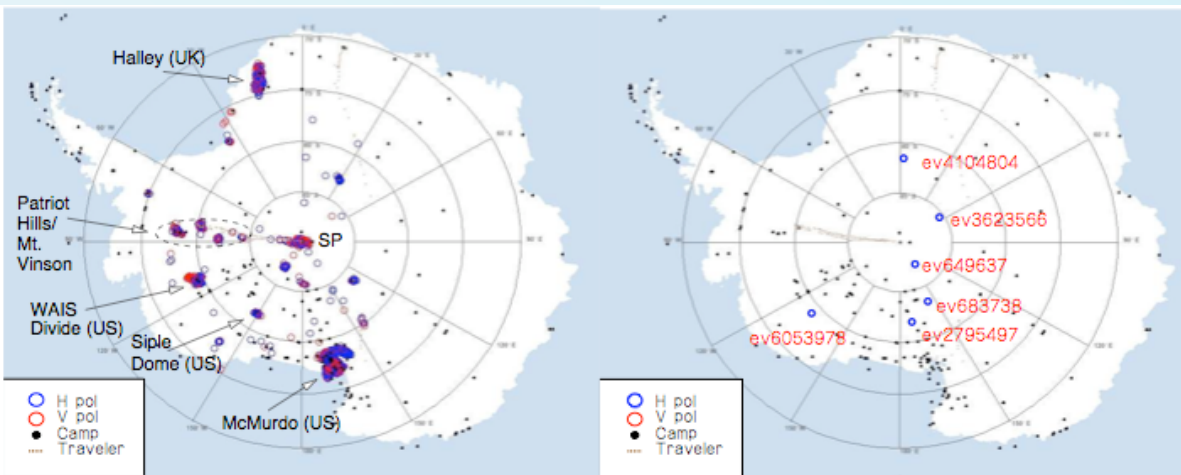 Halley (UK)
Patriot
Hills/
Mt.
Vinson
SP
WAIS
Divide (US)
Siple
Dome (US)
McMurdo (US)
H pol
V pol
Camp
Traveler
ev4104804
ev3623566
ev649637
ev683738
ev2795497
ev6053978
H pol
V pol
Camp
Traveler